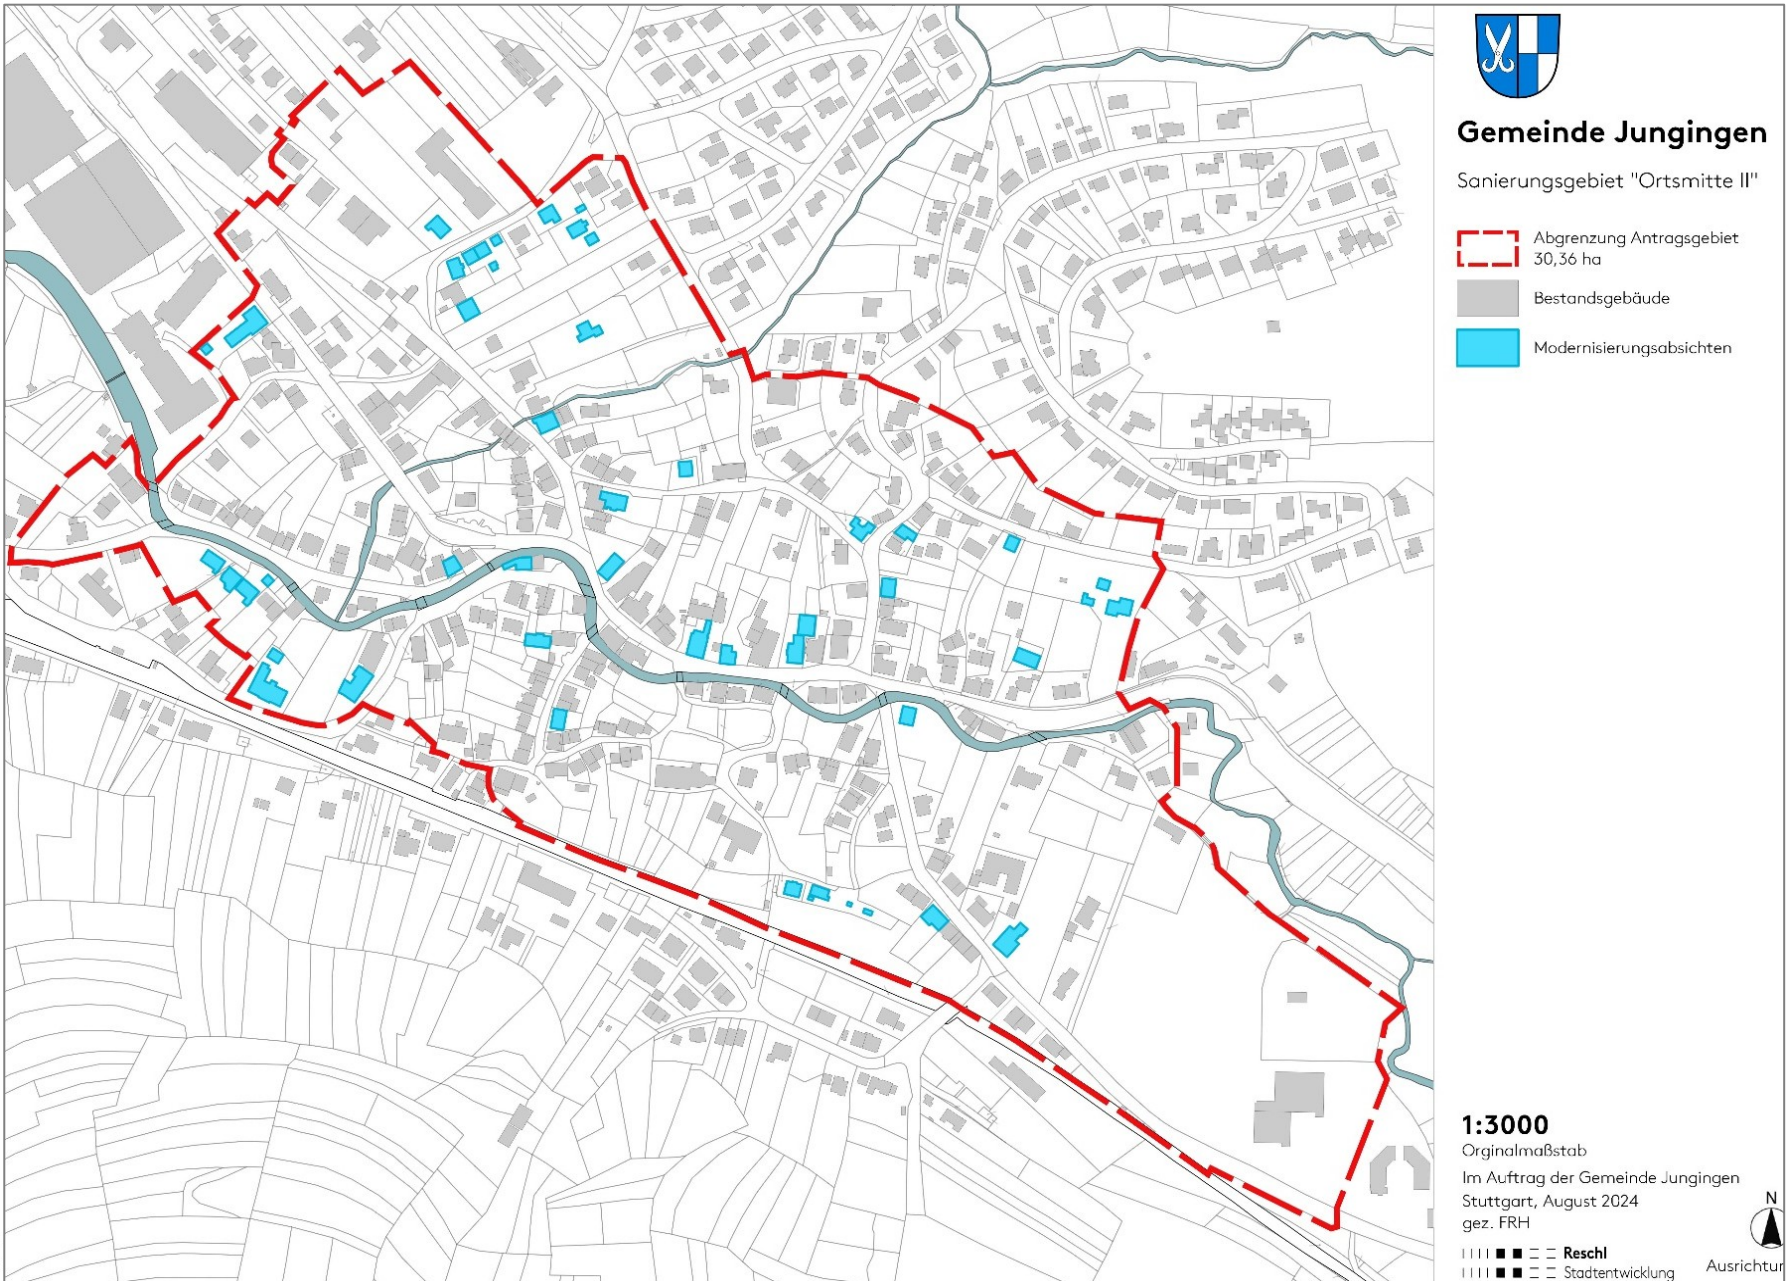 Gemeinde Jungingen
Sanierungsgebiet "Ortsmitte II"
Abgrenzung Antragsgebiet
30,36 ha
Bestandsgebäude
Modernisierungsabsichten
1:3000
Orginalmaßstab
Im Auftrag der Gemeinde Jungingen
Stuttgart, August 2024
gez. FRH
N
Reschl
Stadtentwicklung
Ausrichtun